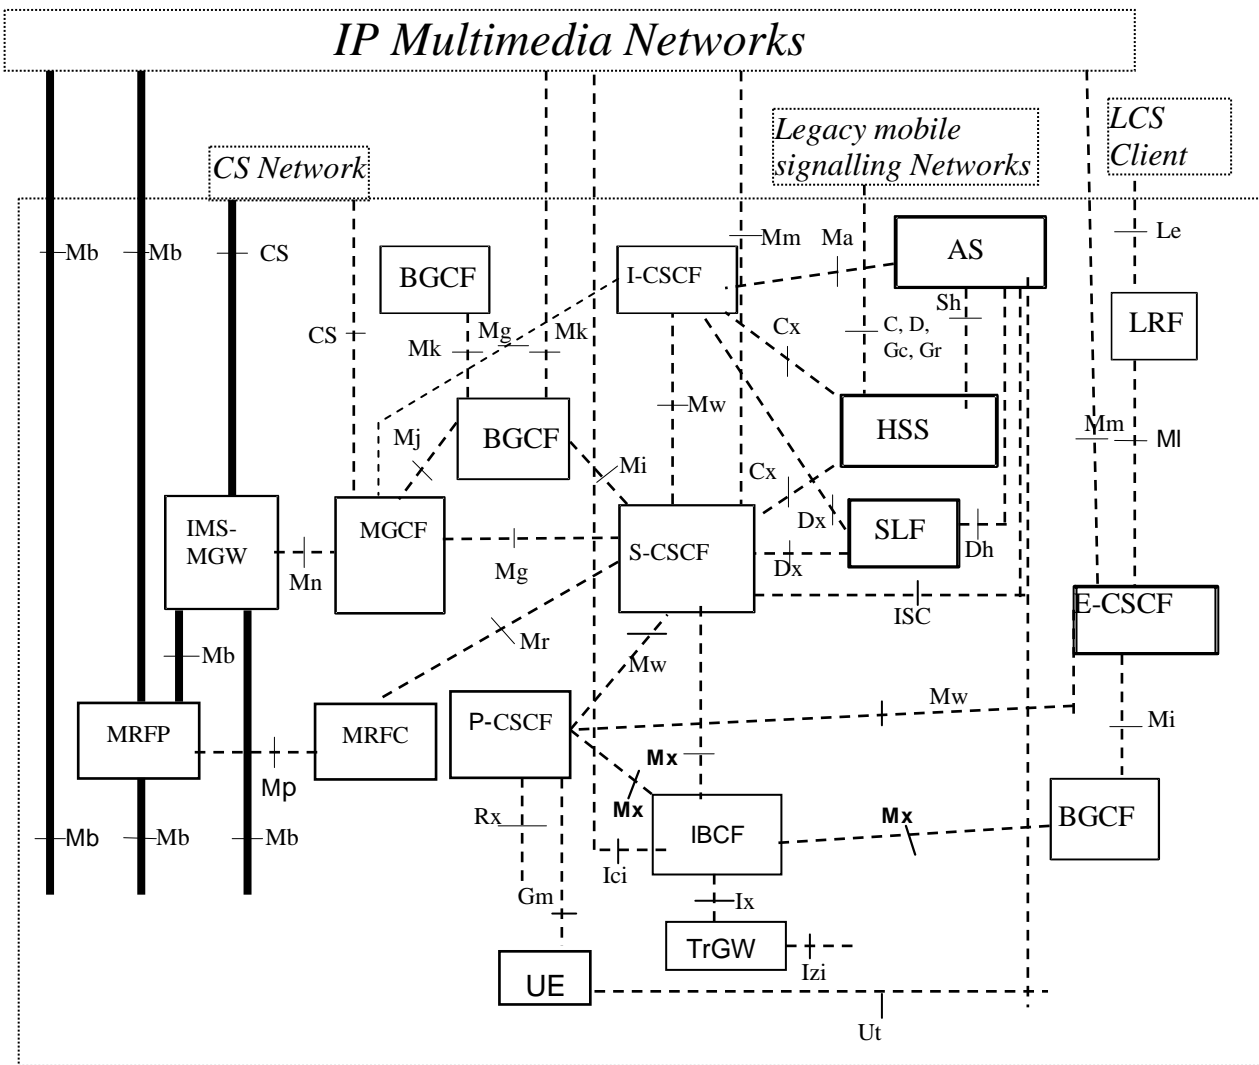 IP Multimedia Networks
Legacy mobile
signalling Networks
LCS
Client
CS Network
Mb
Mb
CS
BGCF
I-CSCF
Mm
Ma
AS
Le
CS
Mk
Mg
Mk
Cx
C, D,
Gc, Gr
Sh
LRF
Mj
BGCF
Mi
Mw
HSS
Mm
Ml
Cx
IMS-
MGW
Mn
MGCF
Mg
S-CSCF
Dx
Dx
SLF
Dh
ISC
E-CSCF
Mb
Mr
Mw
Mw
Mi
MRFP
Mp
MRFC
P-CSCF
Mx
Mx
Mx
BGCF
Mb
Mb
Mb
Rx
IBCF
Ici
Gm
Ix
TrGW
Izi
UE
Ut